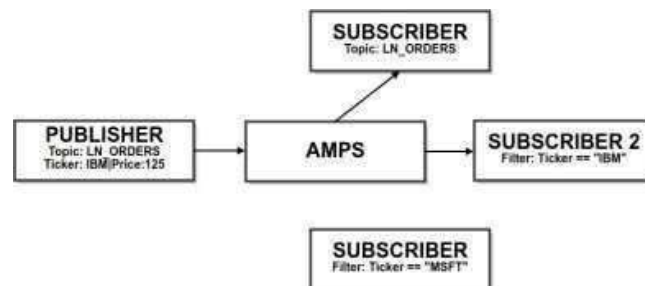 SUBSCRIBER
Topic: LN_ORDERS
PUBLISHER
Topic: LN_ORDERS
Ticker: IBM|Price:125
AMPS
SUBSCRIBER 2
Filter: Ticker == "IBM"
SUBSCRIBER
Filter: Ticker == "MSFT"